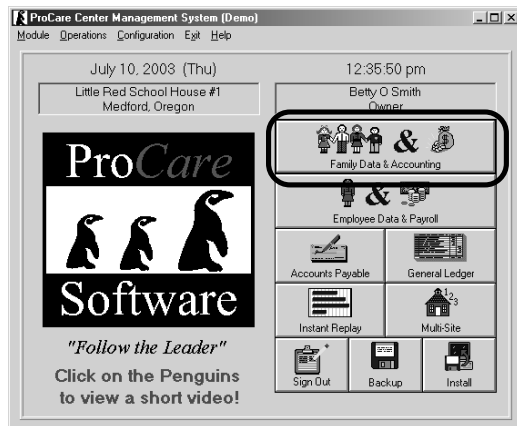 ProCare Center Management System (Demo)
Module Operations Configuration Exit Help
July 10, 2003 (Thu)
12:35:50 pm
Little Red School House #1
Medford, Oregon
Betty O Smith
Owner
ProCare
Software
"Follow the Leader"
Click on the Penguins
to view a short video!
&
Family Data & Accounting
&
Employee Data & Payroll
Accounts Payable
General Ledger
Instant Replay
123
Multi-Site
Sign Out
Backup
Install